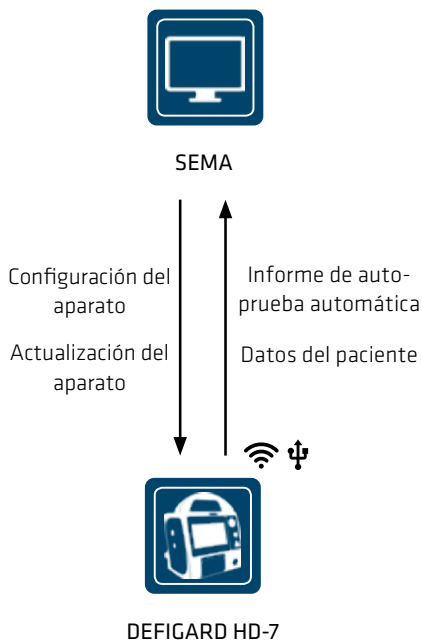 SEMA
Configuración del
aparato
Actualización del
aparato
Informe de auto-
prueba automática
Datos del paciente
DEFIGARD HD-7